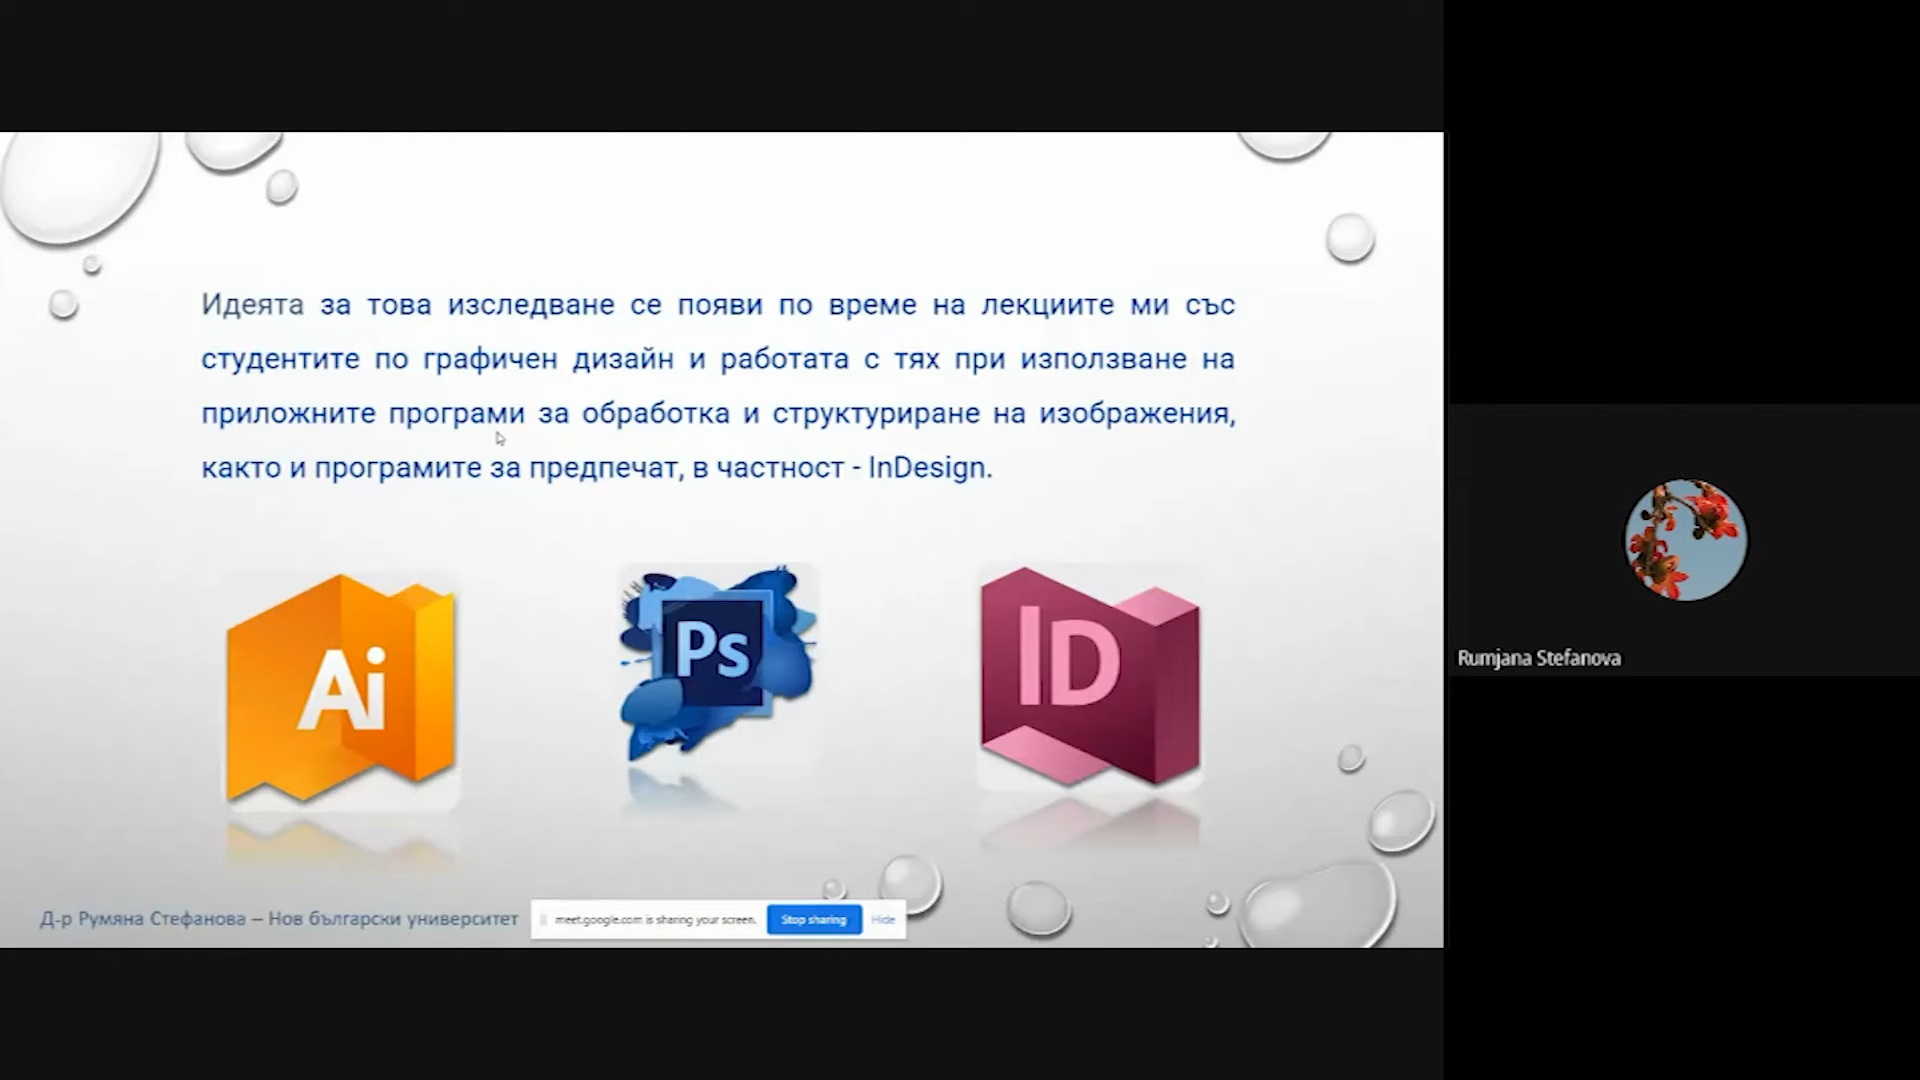 Идеята за това изследване се появи по време на лекциите ми със
студентите по графичен дизайн и работата с тях при използване на
приложните програми за обработка и структуриране на изображения,
както и програмите за предпечат, в частност - InDesign.
Ai
Ps
ID
Rumjana Stefanova
Д-р Румяна Стефанова – Нов български университет
meet.google.com is sharing your screen.
Stop sharing
Hide